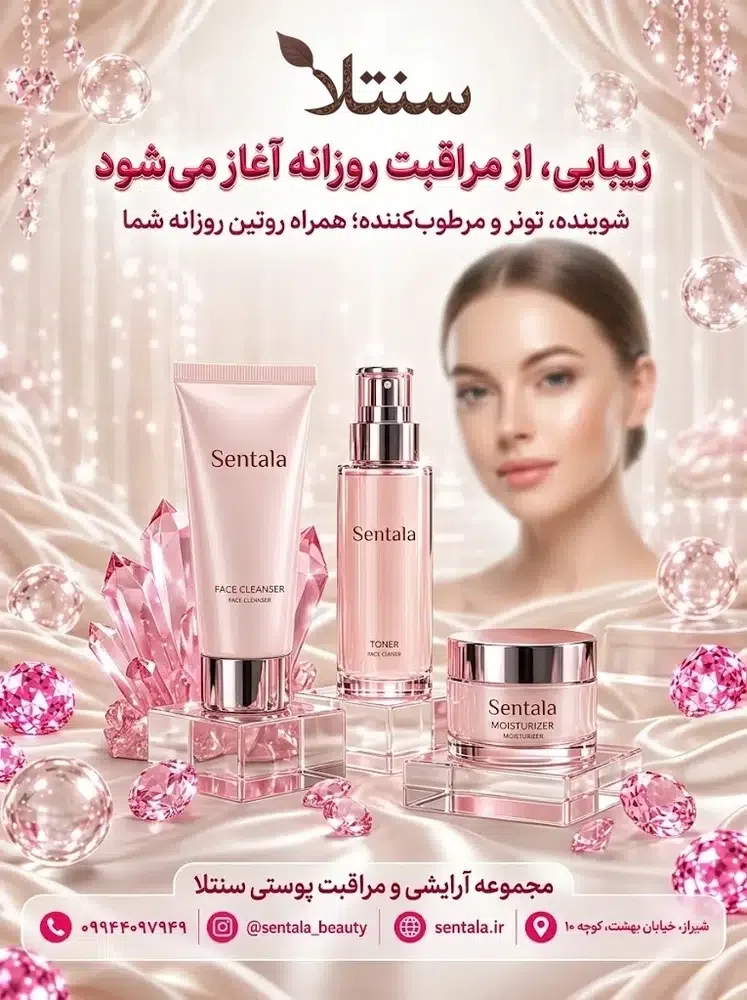 سنتلا
زیبایی، از مراقبت روزانه آغاز می‌شود
شوینده، تونر و مرطوب‌کننده؛ همراه روتین روزانه شما
Sentala
FACE CLEANSER
FACE CLEANSER
Sentala
TONER
FACE CLANSER
Sentala
MOISTURIZER
MOISTURIZER
مجموعه آرایشی و مراقبت پوستی سنتلا
۰۹۹۴۴۰۹۷۹۴۹
@sentala_beauty
sentala.ir
شیراز، خیابان بهشت، کوچه ۱۰